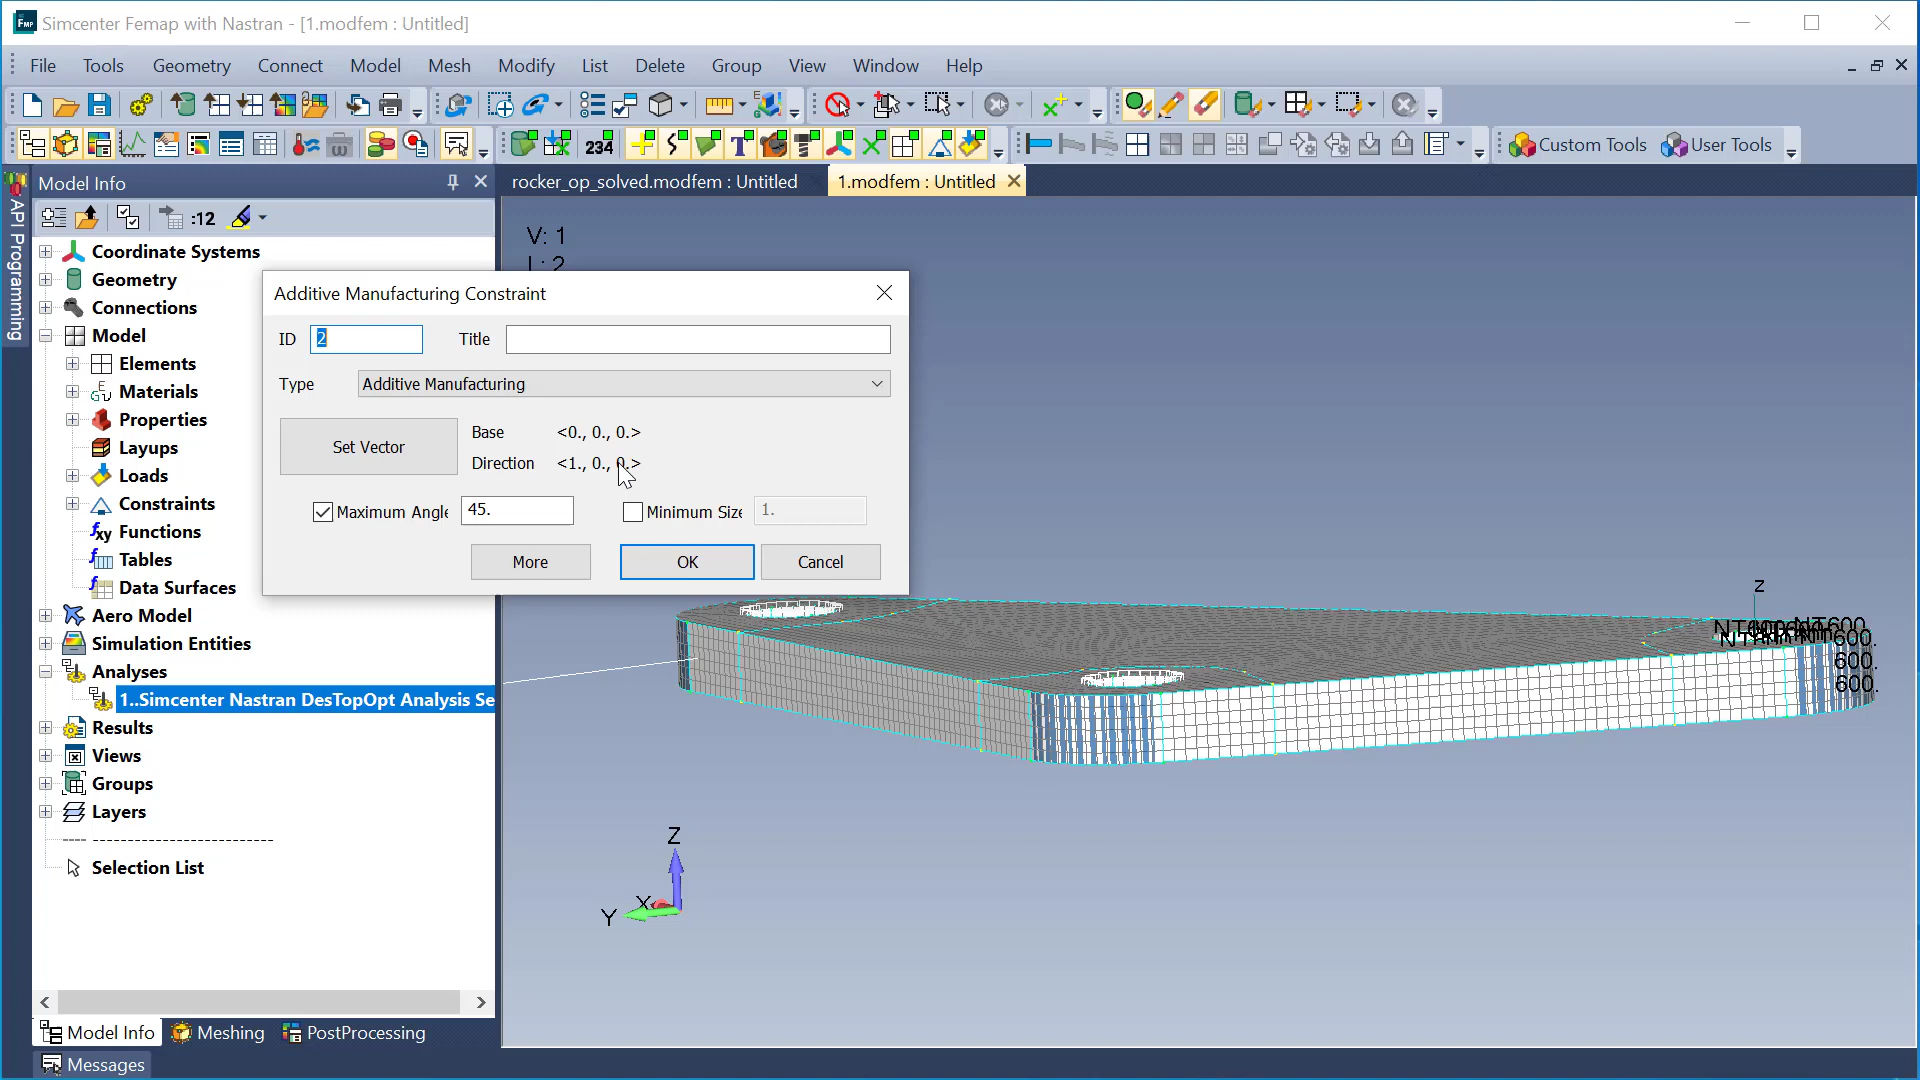 Simcenter Femap with Nastran - [1.modfem : Untitled]
File Tools Geometry Connect Model Mesh Modify List Delete Group View Window Help
234
Custom Tools
User Tools
API Programming
Model Info
rocker_op_solved.modfem : Untitled
1.modfem : Untitled
:12
Coordinate Systems
Geometry
Connections
Model
Elements
Materials
Properties
Layups
Loads
Constraints
Functions
Tables
Data Surfaces
Aero Model
Simulation Entities
Analyses
1..Simcenter Nastran DesTopOpt Analysis Se
Results
Views
Groups
Layers
Selection List
Model Info
Meshing
PostProcessing
Messages
V: 1
L: 2
Additive Manufacturing Constraint
ID 2 Title
Type Additive Manufacturing
Set Vector
Base <0., 0., 0.>
Direction <1., 0., 0.>
Maximum Angle 45.
Minimum Size 1.
More OK Cancel
Z
600.
600.
600.
Z
X
Y